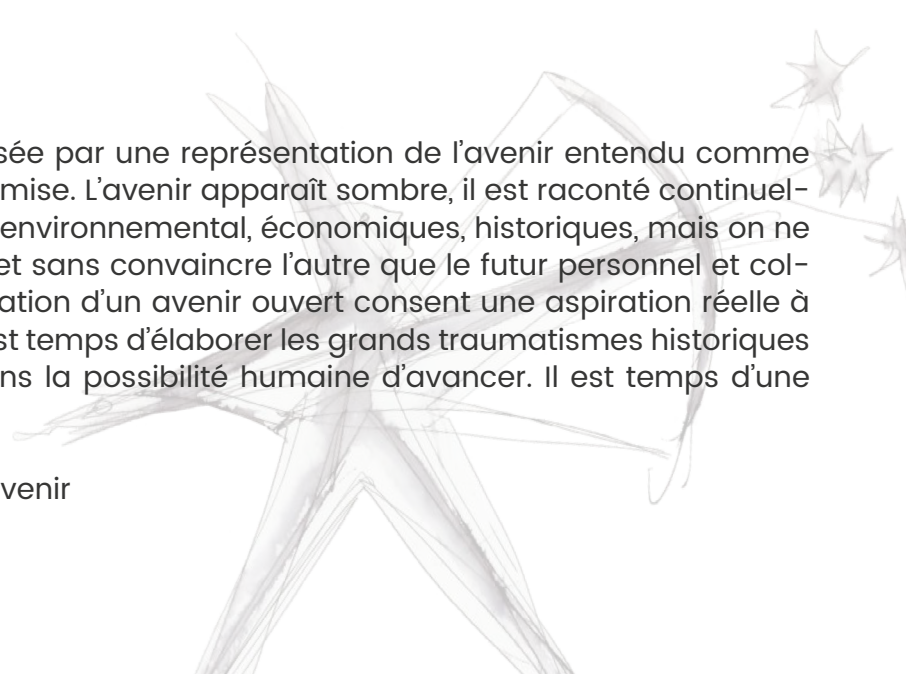 sée par une représentation de l’avenir entendu comme
mise. L’avenir apparaît sombre, il est raconté continuel-
environnemental, économiques, historiques, mais on ne
et sans convaincre l’autre que le futur personnel et col-
ation d’un avenir ouvert consent une aspiration réelle à
st temps d’élaborer les grands traumatismes historiques
ns la possibilité humaine d’avancer. Il est temps d’une
venir